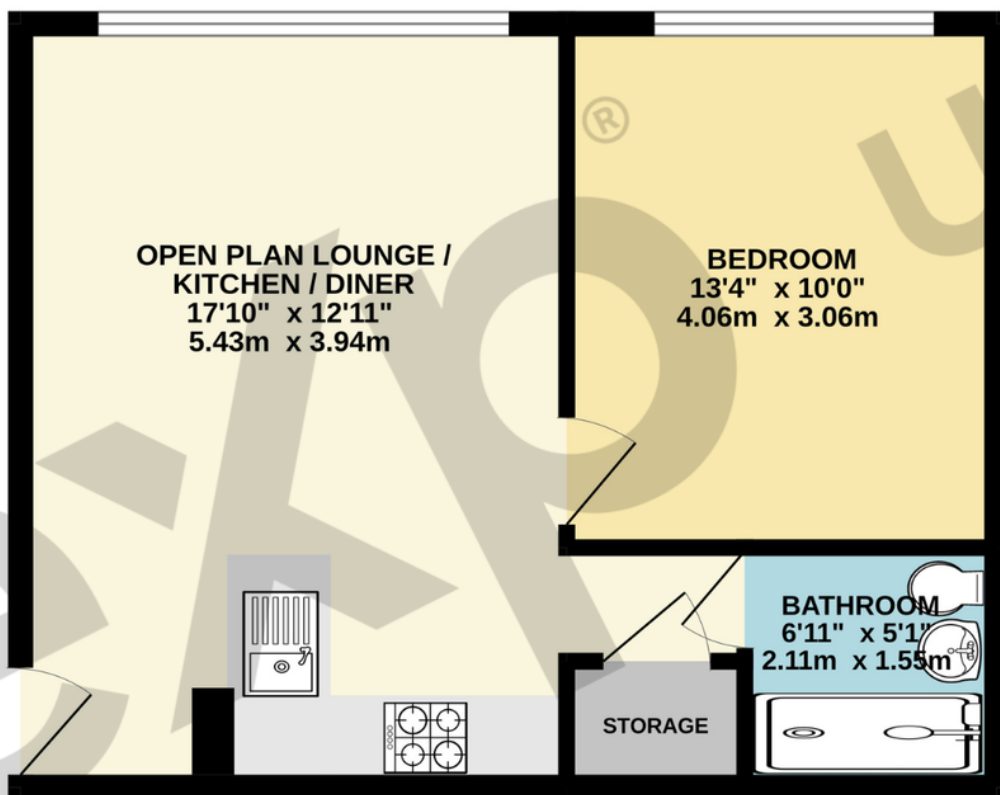 OPEN PLAN LOUNGE /
KITCHEN / DINER
17'10" x 12'11"
5.43m x 3.94m
BEDROOM
13'4" x 10'0"
4.06m x 3.06m
BATHROOM
6'11" x 5'1"
2.11m x 1.55m
STORAGE
exp u
®